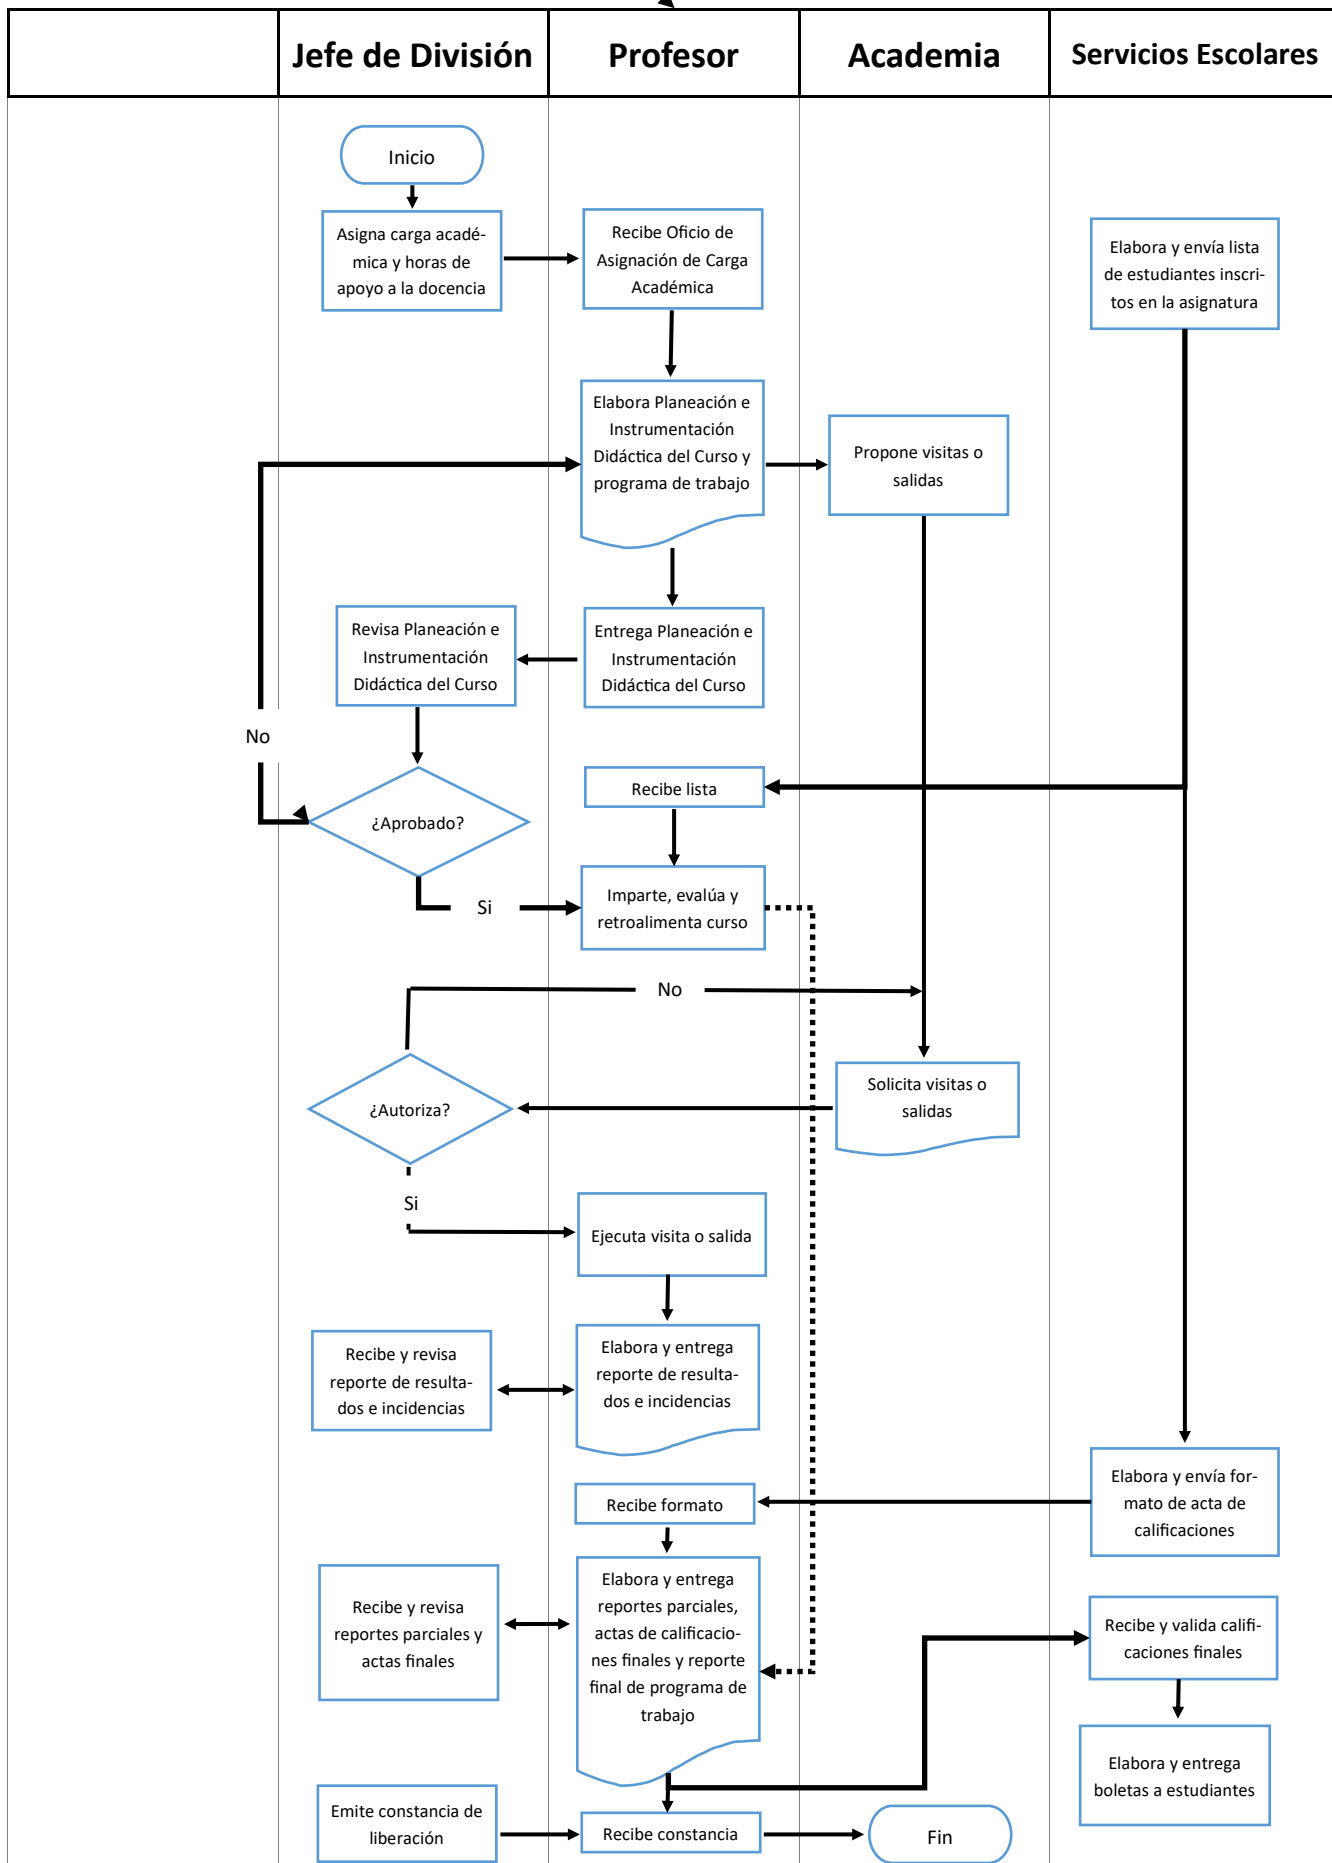 Jefe de División
Profesor
Academia
Servicios Escolares
Inicio
Asigna carga acadé-
mica y horas de
apoyo a la docencia
Recibe Oficio de
Asignación de Carga
Académica
Elabora y envía lista
de estudiantes inscri-
tos en la asignatura
Elabora Planeación e
Instrumentación
Didáctica del Curso y
programa de trabajo
Propone visitas o
salidas
Revisa Planeación e
Instrumentación
Didáctica del Curso
Entrega Planeación e
Instrumentación
Didáctica del Curso
No
Recibe lista
¿Aprobado?
Si
Imparte, evalúa y
retroalimenta curso
No
¿Autoriza?
Solicita visitas o
salidas
Si
Ejecuta visita o salida
Recibe y revisa
reporte de resulta-
dos e incidencias
Elabora y entrega
reporte de resulta-
dos e incidencias
Elabora y envía for-
mato de acta de
calificaciones
Recibe formato
Recibe y revisa
reportes parciales y
actas finales
Elabora y entrega
reportes parciales,
actas de calificacio-
nes finales y reporte
final de programa de
trabajo
Recibe y valida califi-
caciones finales
Elabora y entrega
boletas a estudiantes
Emite constancia de
liberación
Recibe constancia
Fin